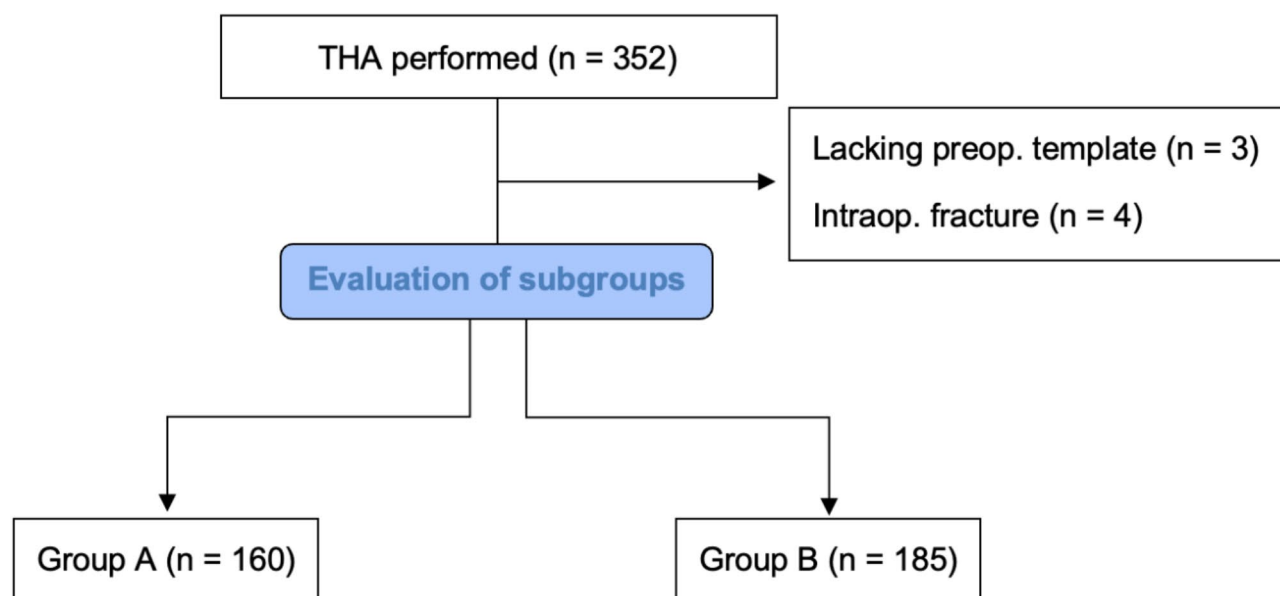 THA performed (n = 352)
Lacking preop. template (n = 3)
Intraop. fracture (n = 4)
Evaluation of subgroups
Group A (n = 160)
Group B (n = 185)